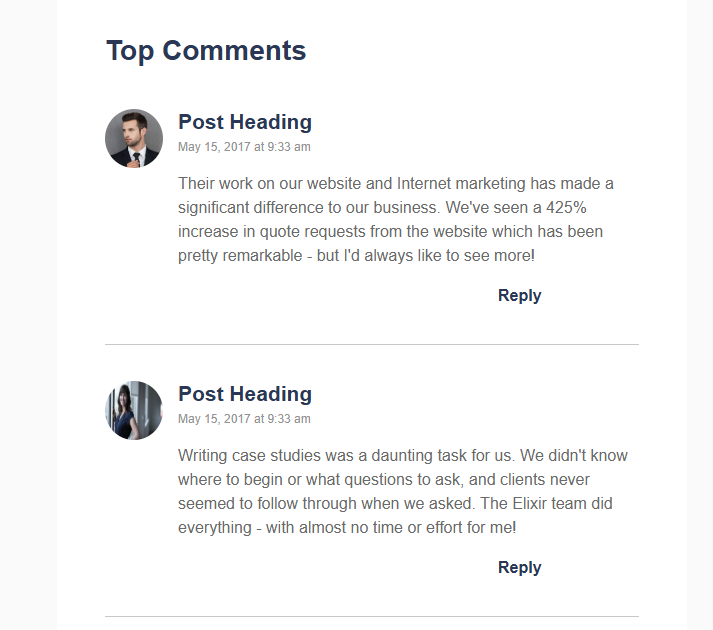 Top Comments
Post Heading
May 15, 2017 at 9:33 am
Their work on our website and Internet marketing has made a
significant difference to our business. We've seen a 425%
increase in quote requests from the website which has been
pretty remarkable - but I'd always like to see more!
Reply
Post Heading
May 15, 2017 at 9:33 am
Writing case studies was a daunting task for us. We didn't know
where to begin or what questions to ask, and clients never
seemed to follow through when we asked. The Elixir team did
everything - with almost no time or effort for me!
Reply